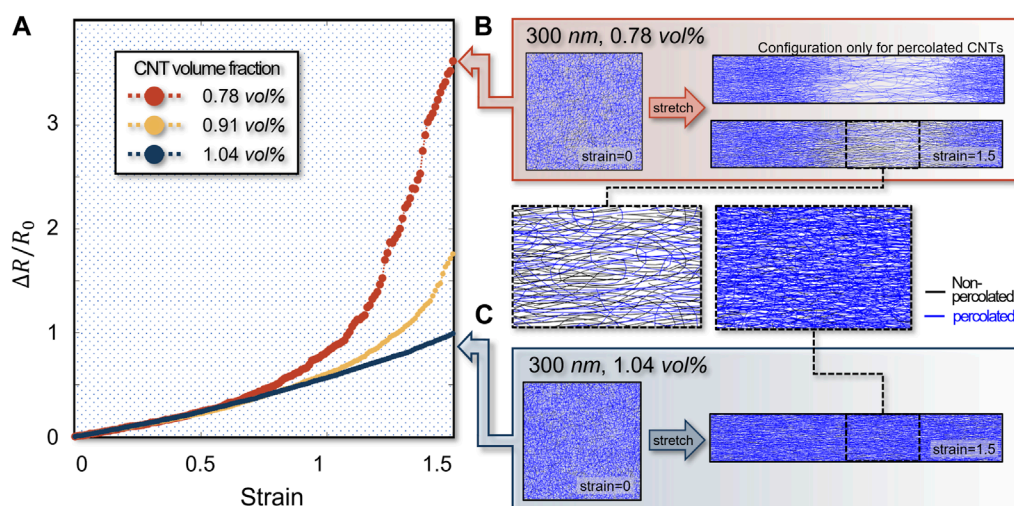 A
CNT volume fraction
0.78 vol%
0.91 vol%
1.04 vol%
3
2
1
0
ΔR/R0
0
0.5
1
1.5
Strain
B
300 nm, 0.78 vol%
Configuration only for percolated CNTs
stretch
strain=0
strain=1.5
Non-
percolated
percolated
C
300 nm, 1.04 vol%
stretch
strain=0
strain=1.5